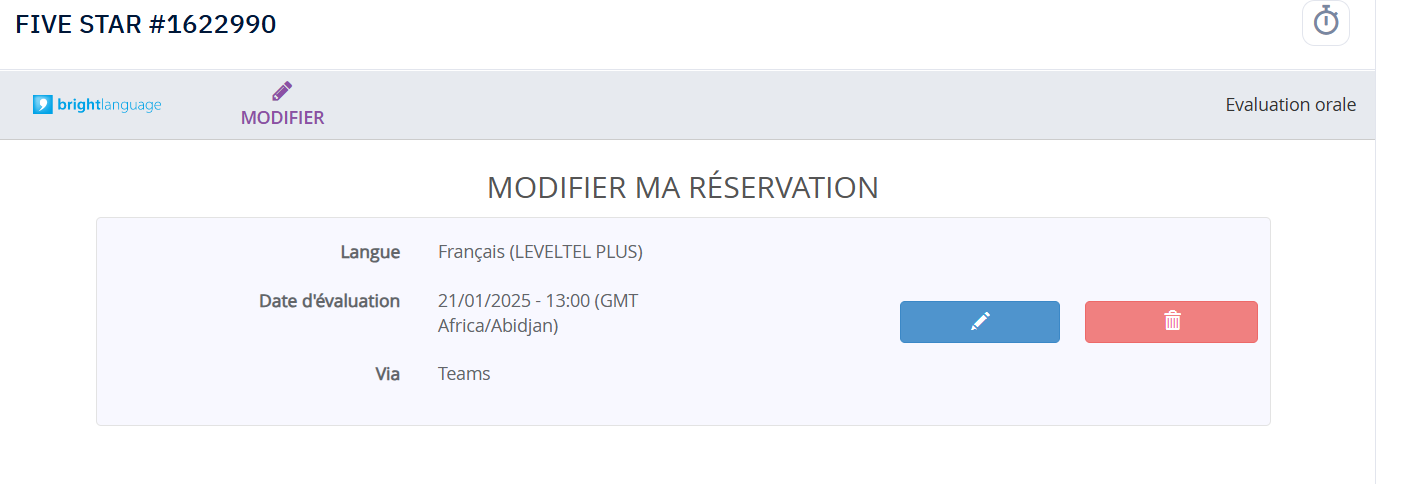 FIVE STAR #1622990
brightlanguage
MODIFIER
Evaluation orale
MODIFIER MA RÉSERVATION
Langue Français (LEVELTEL PLUS)
Date d'évaluation 21/01/2025 - 13:00 (GMT
Africa/Abidjan)
Via Teams